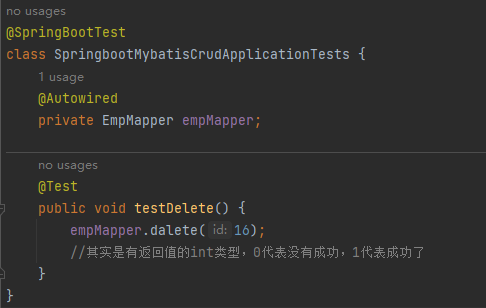 no usages
@SpringBootTest
class SpringbootMybatisCrudApplicationTests {
1 usage
@Autowired
private EmpMapper empMapper;
no usages
@Test
public void testDelete() {
empMapper.dalete( id: 16);
//其实是有返回值的int类型，0代表没有成功，1代表成功了
}
}